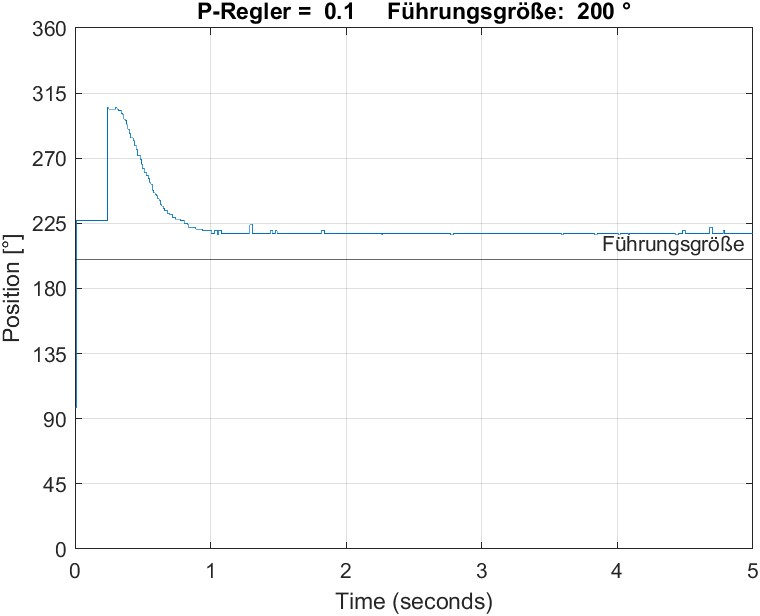 P-Regler = 0.1 Führungsgröße: 200 °
360
315
270
225
180
135
90
45
0
Position [°]
Führungsgröße
0 1 2 3 4 5
Time (seconds)